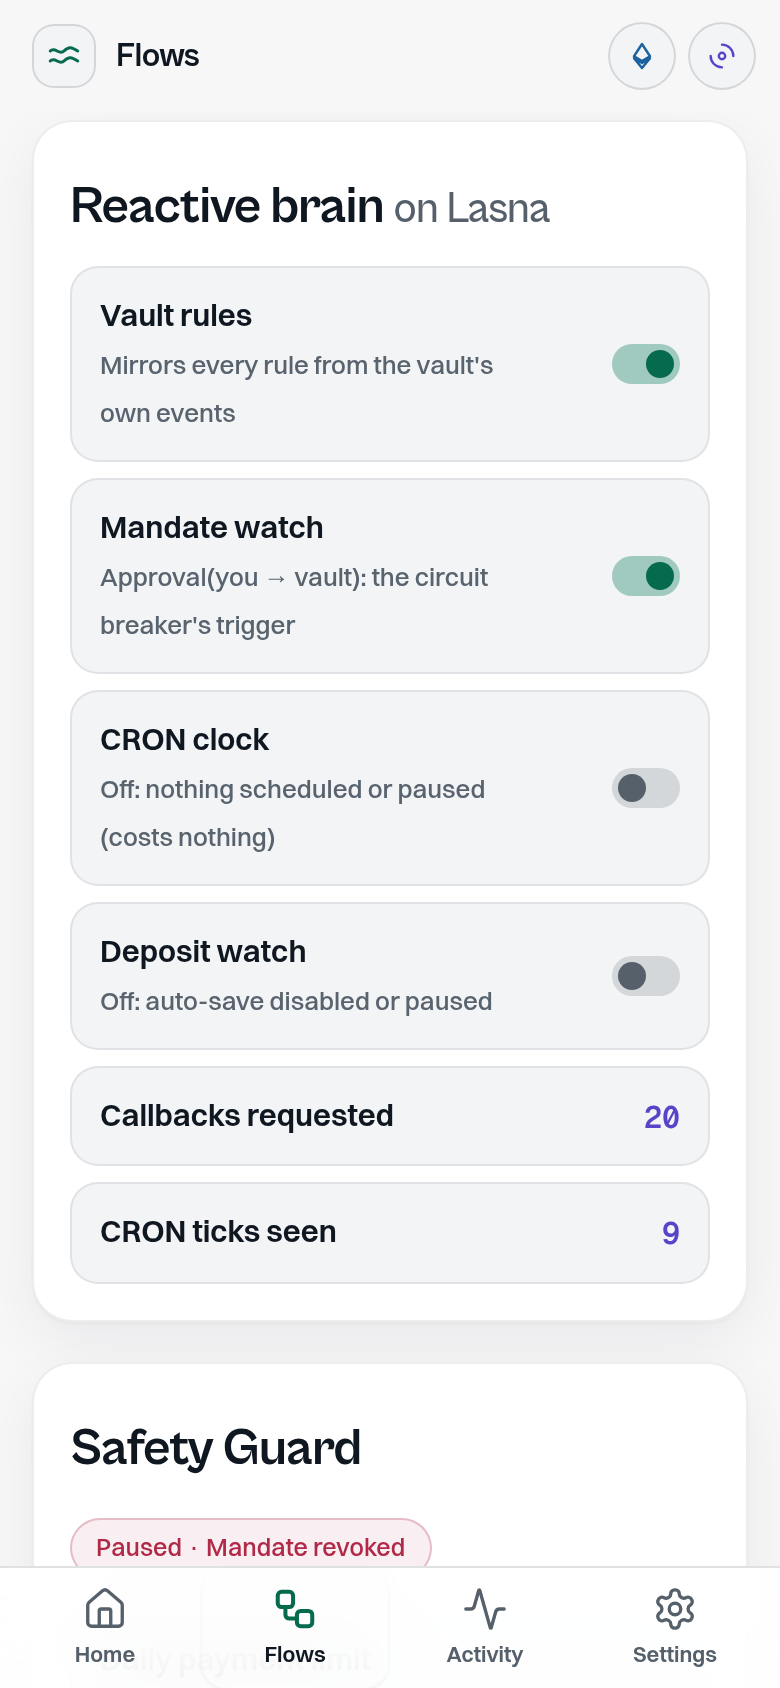 Flows
Reactive brain on Lasna
Vault rules
Mirrors every rule from the vault's
own events
Mandate watch
Approval(you → vault): the circuit
breaker's trigger
CRON clock
Off: nothing scheduled or paused
(costs nothing)
Deposit watch
Off: auto-save disabled or paused
Callbacks requested 20
CRON ticks seen 9
Safety Guard
Paused · Mandate revoked
Daily payment limit
Home Flows Activity Settings